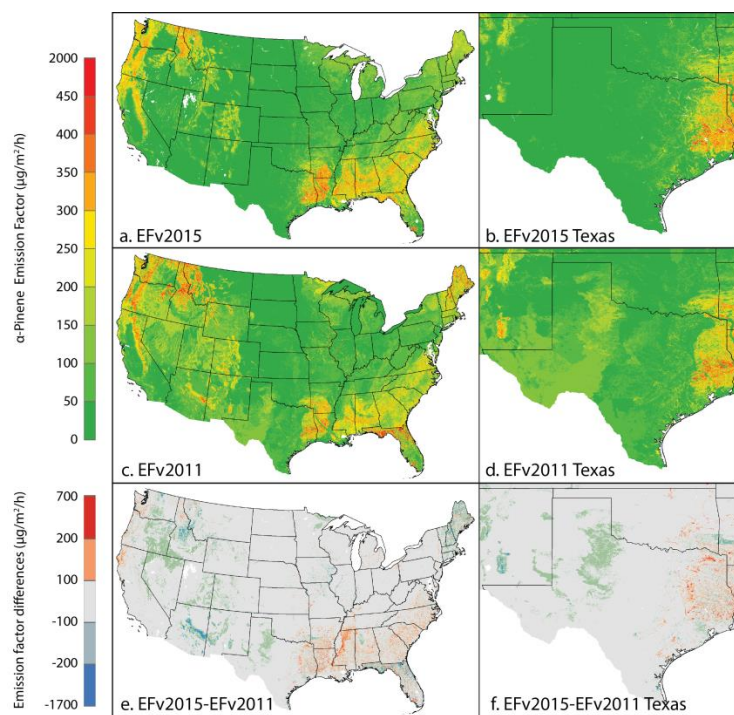 α-Pinene Emission Factor (µg/m²/h)
2000
450
400
350
300
250
200
150
100
50
0
a. EFv2015
b. EFv2015 Texas
c. EFv2011
d. EFv2011 Texas
Emission factor differences (µg/m²/h)
700
200
100
-100
-200
-1700
e. EFv2015-EFv2011
f. EFv2015-EFv2011 Texas